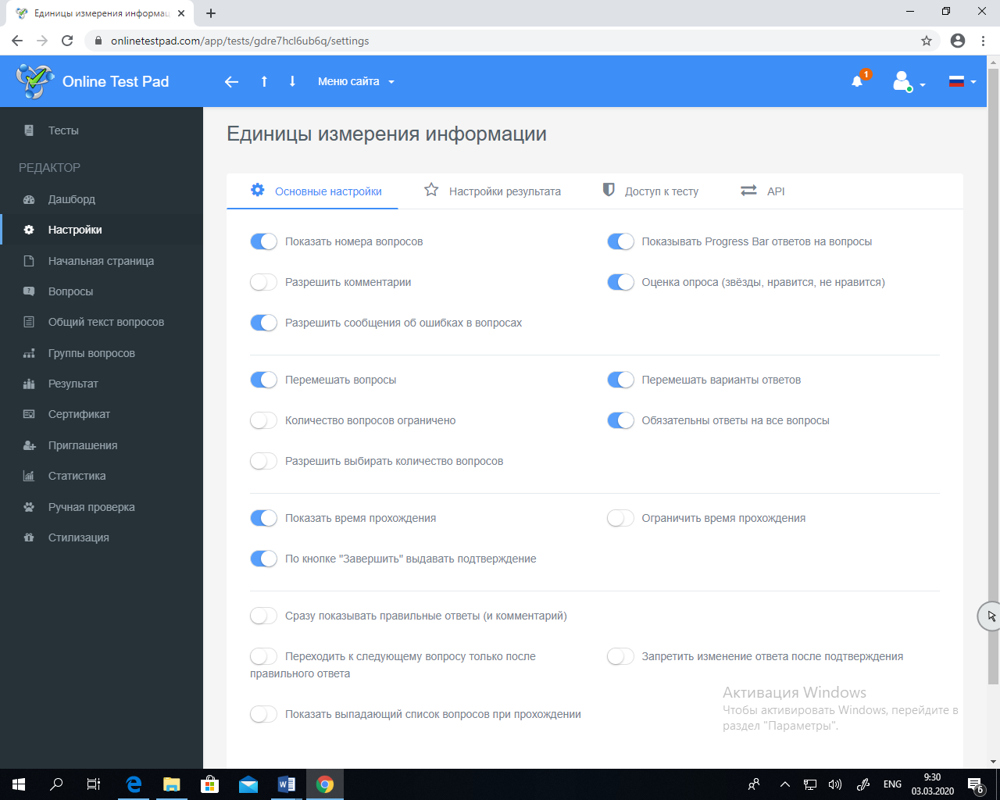 Единицы измерения информац
onlinetestpad.com/app/tests/gdre7hcl6ub6q/settings
Online Test Pad
Меню сайта
1
Тесты
РЕДАКТОР
Дашборд
Настройки
Начальная страница
Вопросы
Общий текст вопросов
Группы вопросов
Результат
Сертификат
Приглашения
Статистика
Ручная проверка
Стилизация
Единицы измерения информации
Основные настройки
Настройки результата
Доступ к тесту
API
Показать номера вопросов
Показывать Progress Bar ответов на вопросы
Разрешить комментарии
Оценка опроса (звёзды, нравится, не нравится)
Разрешить сообщения об ошибках в вопросах
Перемешать вопросы
Перемешать варианты ответов
Количество вопросов ограничено
Обязательны ответы на все вопросы
Разрешить выбирать количество вопросов
Показать время прохождения
Ограничить время прохождения
По кнопке "Завершить" выдавать подтверждение
Сразу показывать правильные ответы (и комментарий)
Переходить к следующему вопросу только после
правильного ответа
Запретить изменение ответа после подтверждения
Показать выпадающий список вопросов при прохождении
Активация Windows
Чтобы активировать Windows, перейдите в
раздел "Параметры".
ENG
9:30
03.03.2020
6